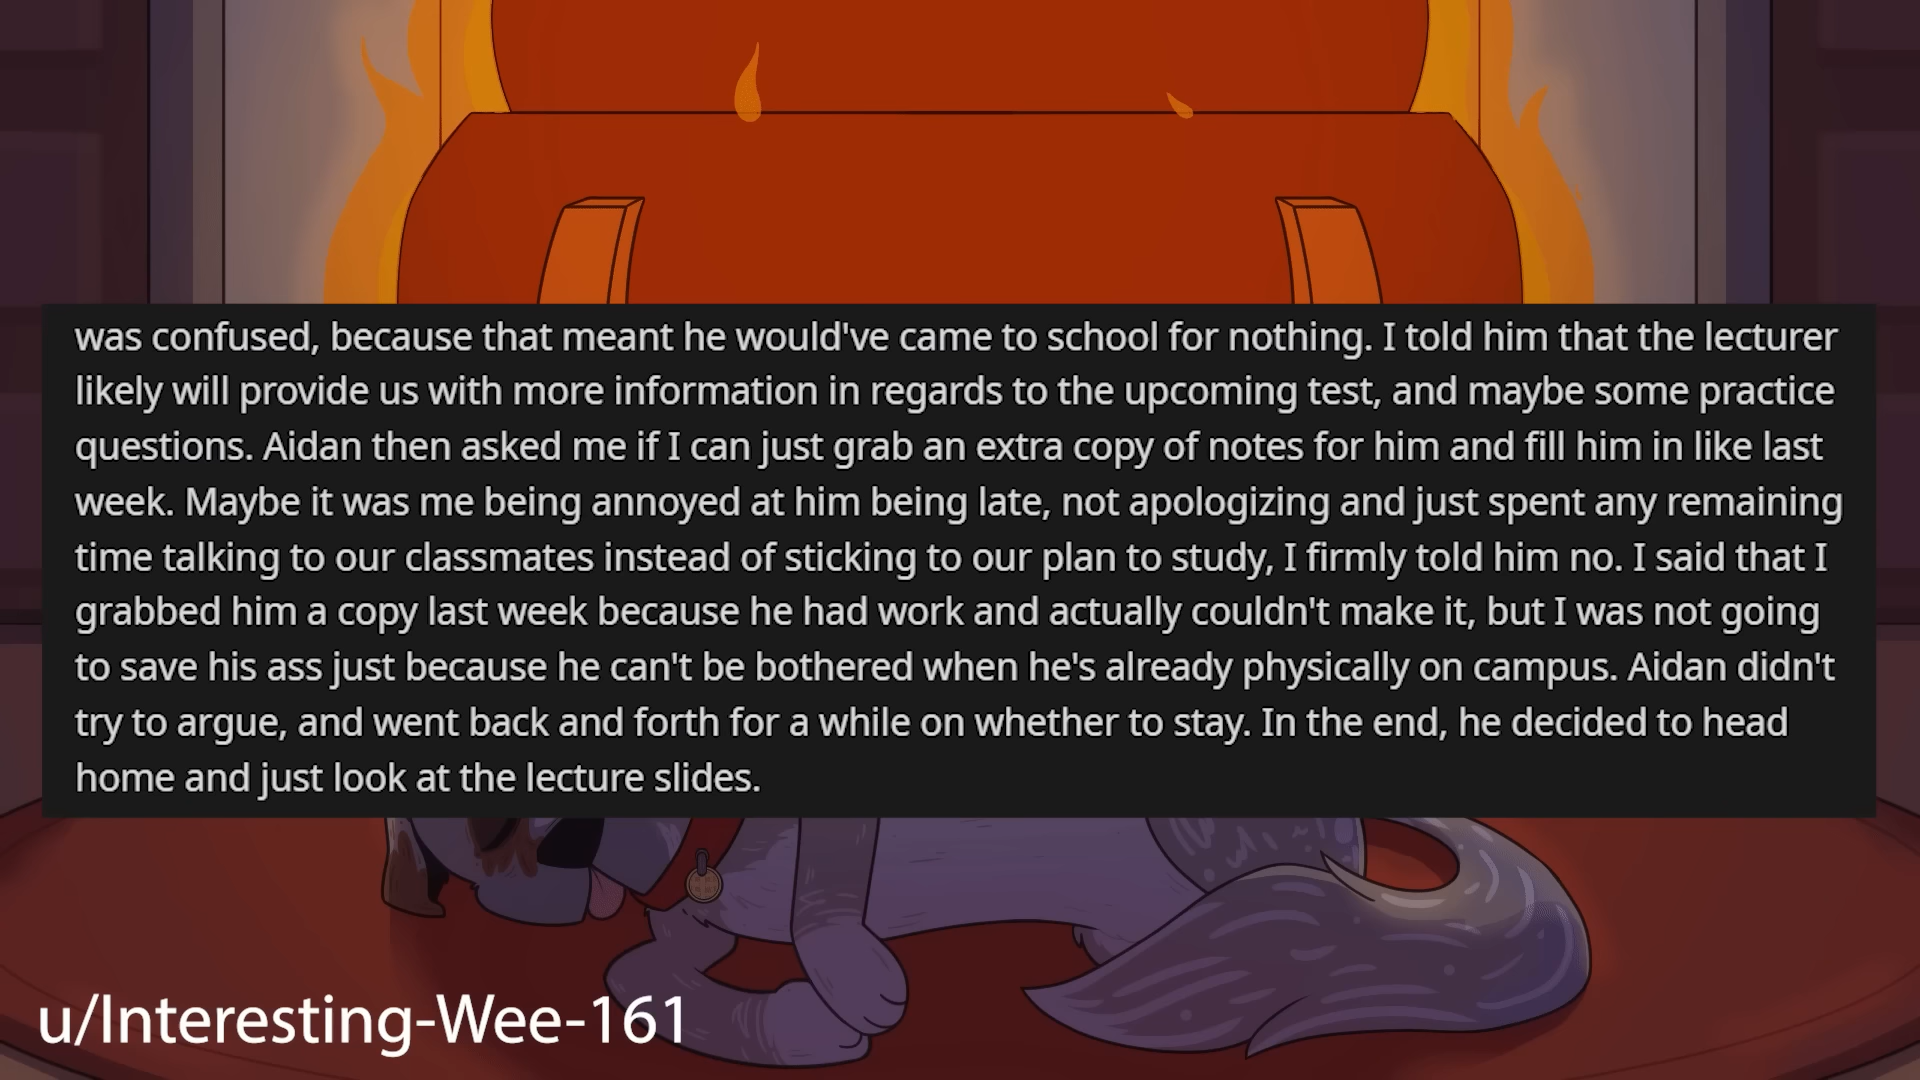 was confused, because that meant he would've came to school for nothing. I told him that the lecturer
likely will provide us with more information in regards to the upcoming test, and maybe some practice
questions. Aidan then asked me if I can just grab an extra copy of notes for him and fill him in like last
week. Maybe it was me being annoyed at him being late, not apologizing and just spent any remaining
time talking to our classmates instead of sticking to our plan to study, I firmly told him no. I said that I
grabbed him a copy last week because he had work and actually couldn't make it, but I was not going
to save his ass just because he can't be bothered when he's already physically on campus. Aidan didn't
try to argue, and went back and forth for a while on whether to stay. In the end, he decided to head
home and just look at the lecture slides.
u/Interesting-Wee-161